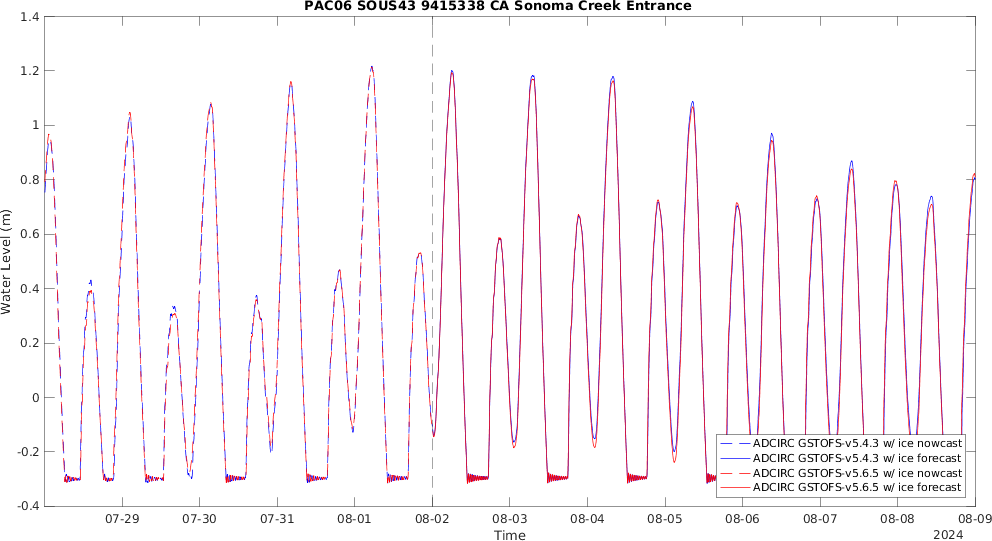 PAC06 SOUS43 9415338 CA Sonoma Creek Entrance
1.4
1.2
1
0.8
0.6
0.4
0.2
0
-0.2
-0.4
Water Level (m)
ADCIRC GSTOFS-v5.4.3 w/ ice nowcast
ADCIRC GSTOFS-v5.4.3 w/ ice forecast
ADCIRC GSTOFS-v5.6.5 w/ ice nowcast
ADCIRC GSTOFS-v5.6.5 w/ ice forecast
07-29 07-30 07-31 08-01 08-02 08-03 08-04 08-05 08-06 08-07 08-08 08-09
Time 2024